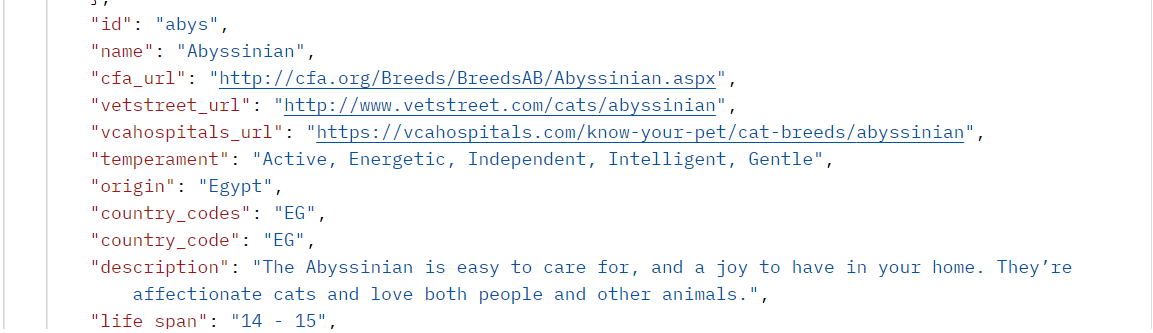 },
"id": "abys",
"name": "Abyssinian",
"cfa_url": "http://cfa.org/Breeds/BreedsAB/Abyssinian.aspx",
"vetstreet_url": "http://www.vetstreet.com/cats/abyssinian",
"vcahospitals_url": "https://vcahospitals.com/know-your-pet/cat-breeds/abyssinian",
"temperament": "Active, Energetic, Independent, Intelligent, Gentle",
"origin": "Egypt",
"country_codes": "EG",
"country_code": "EG",
"description": "The Abyssinian is easy to care for, and a joy to have in your home. They’re
affectionate cats and love both people and other animals.",
"life_span": "14 - 15",